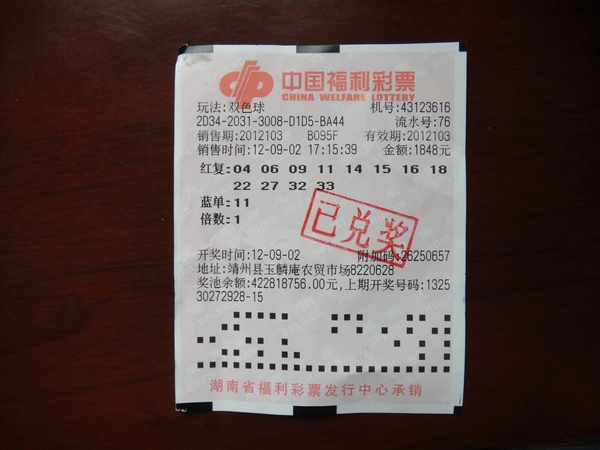 中国福利彩票
CHINA WELFARE LOTTERY
玩法:双色球 机号:43123616
2D34-2031-3008-D1D5-BA44 流水号:76
销售期:2012103 B095F 有效期:2012103
销售时间:12-09-02 17:15:39 金额:1848元
红复:04 06 09 11 14 15 16 18
22 27 32 33
蓝单:11
倍数:1
已兑奖
开奖时间:12-09-02 附加码:26250657
地址:靖州县玉麟庵农贸市场8220628
奖池余额:422818756.00元,上期开奖号码:1325
30272928-15
湖南省福利彩票发行中心承销